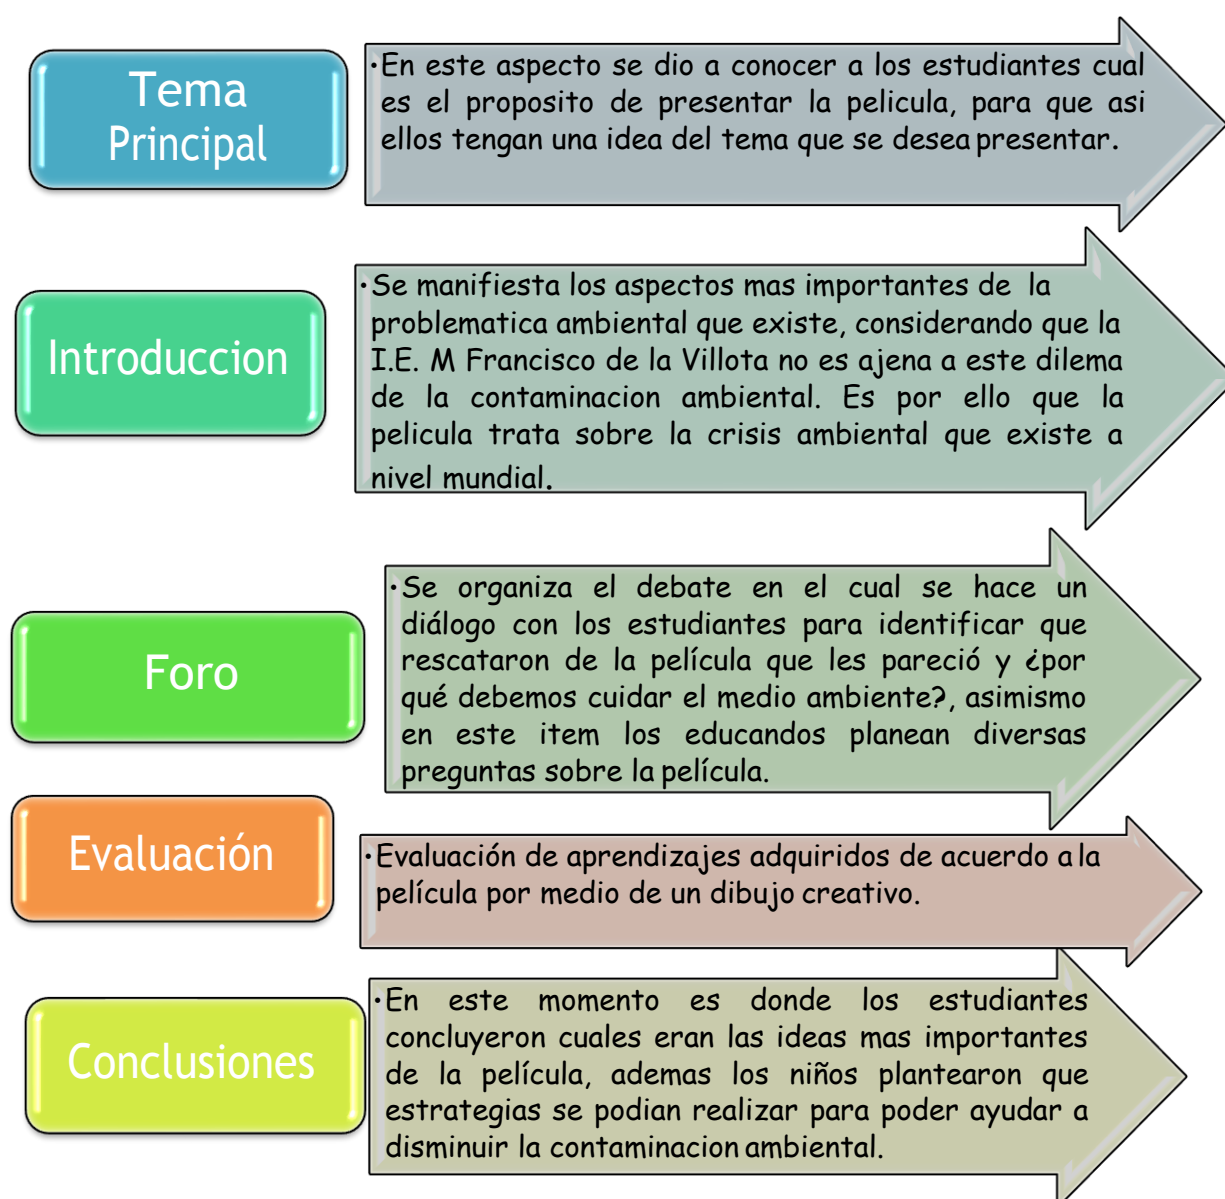 Tema
Principal
·En este aspecto se dio a conocer a los estudiantes cual
es el proposito de presentar la pelicula, para que asi
ellos tengan una idea del tema que se desea presentar.
Introduccion
·Se manifiesta los aspectos mas importantes de la
problematica ambiental que existe, considerando que la
I.E. M Francisco de la Villota no es ajena a este dilema
de la contaminacion ambiental. Es por ello que la
pelicula trata sobre la crisis ambiental que existe a
nivel mundial.
Foro
·Se organiza el debate en el cual se hace un
diálogo con los estudiantes para identificar que
rescataron de la película que les pareció y ¿por
qué debemos cuidar el medio ambiente?, asimismo
en este item los educandos planean diversas
preguntas sobre la película.
Evaluación
·Evaluación de aprendizajes adquiridos de acuerdo a la
película por medio de un dibujo creativo.
Conclusiones
·En este momento es donde los estudiantes
concluyeron cuales eran las ideas mas importantes
de la película, ademas los niños plantearon que
estrategias se podian realizar para poder ayudar a
disminuir la contaminacion ambiental.